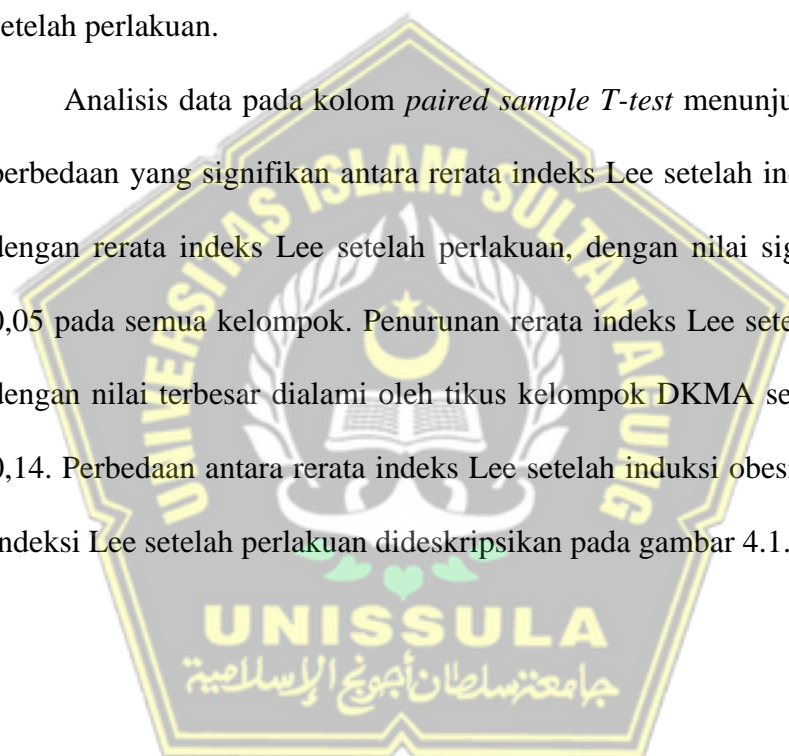 setelah perlakuan.
Analisis data pada kolom paired sample T-test menunju
perbedaan yang signifikan antara rerata indeks Lee setelah ind
dengan rerata indeks Lee setelah perlakuan, dengan nilai sig
0,05 pada semua kelompok. Penurunan rerata indeks Lee sete
dengan nilai terbesar dialami oleh tikus kelompok DKMA se
0,14. Perbedaan antara rerata indeks Lee setelah induksi obesi
indeksi Lee setelah perlakuan dideskripsikan pada gambar 4.1.
UNIVERSITAS ISLAM SULTAN AGUNG
UNISSULA
جامعة سلطان أجونج الإسلامية